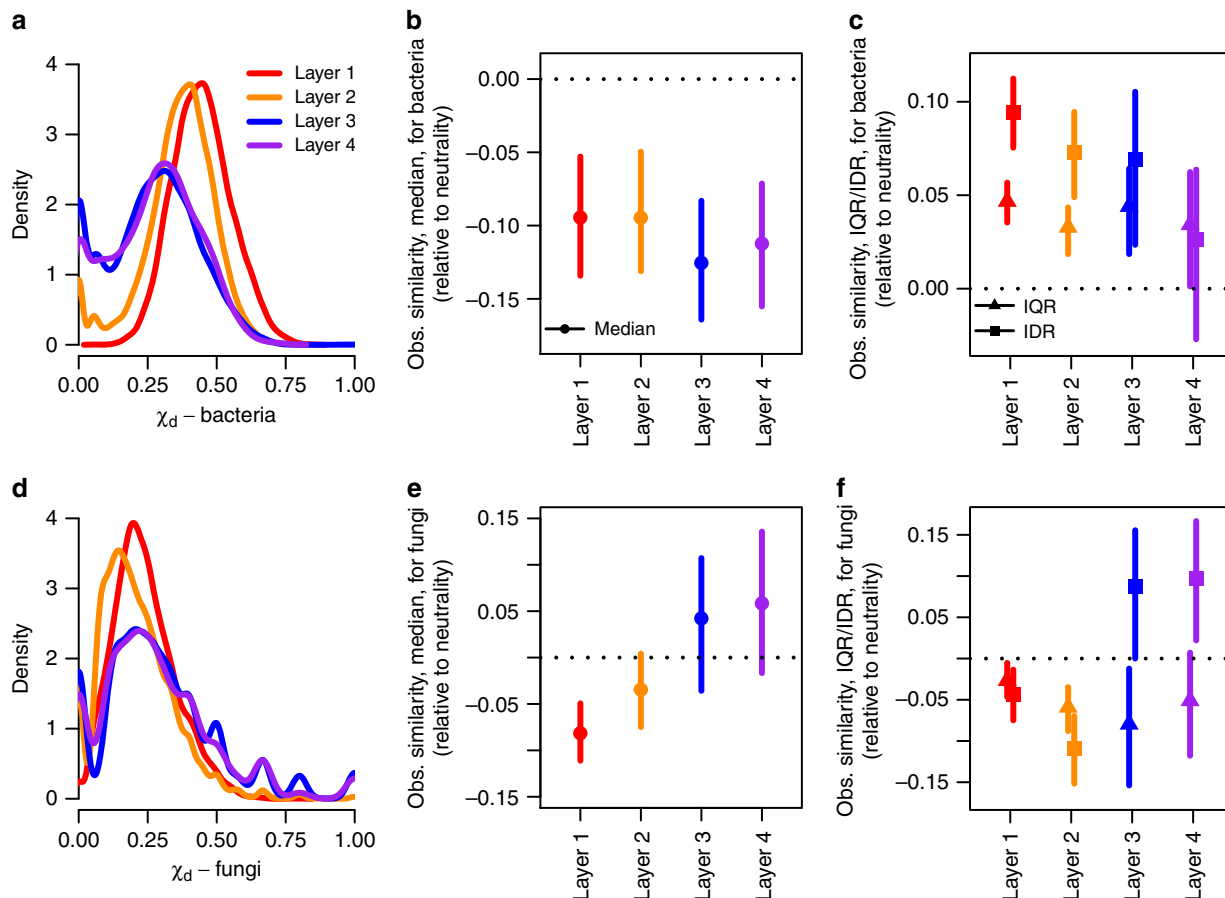 a
4
3
2
1
0
Density
Layer 1
Layer 2
Layer 3
Layer 4
0.00 0.25 0.50 0.75 1.00
χd – bacteria
b
Obs. similarity, median, for bacteria
(relative to neutrality)
0.00
–0.05
–0.10
–0.15
Median
Layer 1
Layer 2
Layer 3
Layer 4
c
Obs. similarity, IQR/IDR, for bacteria
(relative to neutrality)
0.10
0.05
0.00
IQR
IDR
Layer 1
Layer 2
Layer 3
Layer 4
d
4
3
2
1
0
Density
0.00 0.25 0.50 0.75 1.00
χd – fungi
e
Obs. similarity, median, for fungi
(relative to neutrality)
0.15
0.05
–0.05
–0.15
Layer 1
Layer 2
Layer 3
Layer 4
f
Obs. similarity, IQR/IDR, for fungi
(relative to neutrality)
0.15
0.05
–0.05
–0.15
Layer 1
Layer 2
Layer 3
Layer 4